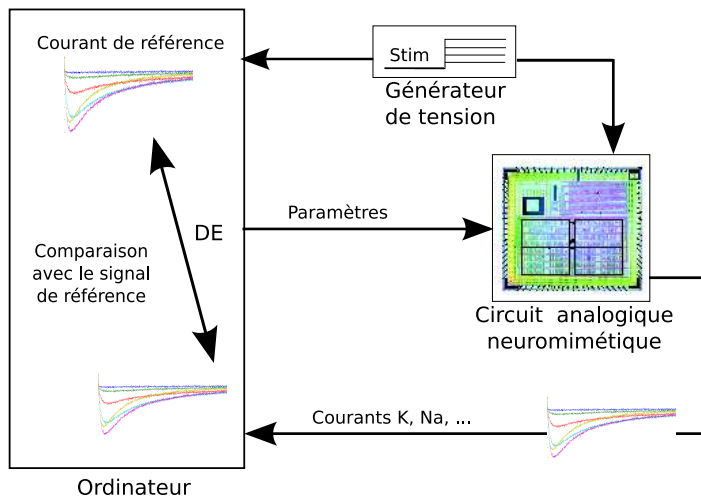 Courant de référence
Stim
Générateur
de tension
Paramètres
DE
Comparaison
avec le signal
de référence
Circuit analogique
neuromimétique
Courants K, Na, ...
Ordinateur